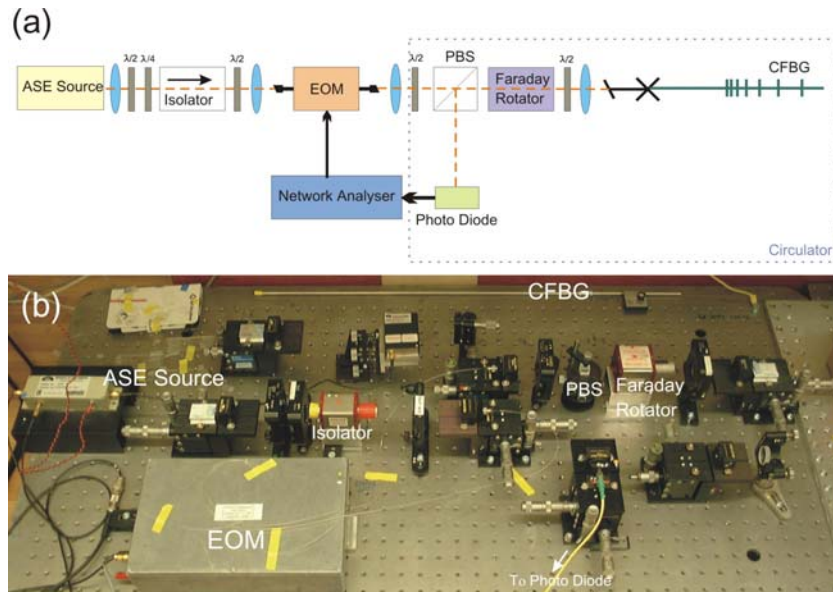 (a)
λ/2 λ/4 λ/2 λ/2 PBS λ/2 CFBG
ASE Source
Isolator
EOM
Faraday
Rotator
Network Analyser
Photo Diode
Circulator
(b)
CFBG
ASE Source
Isolator
PBS
Faraday
Rotator
EOM
To Photo Diode